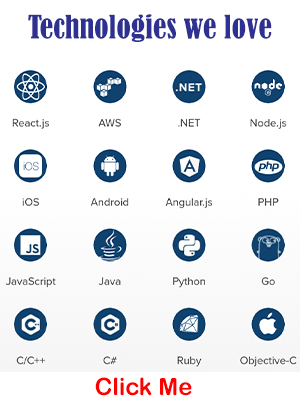 Technologies we love
.NET
node
React.js AWS .NET Node.js
iOS
A
php
iOS Android Angular.js PHP
JS
JavaScript Java Python Go
C++
C#
C/C++ C# Ruby Objective-C
Click Me